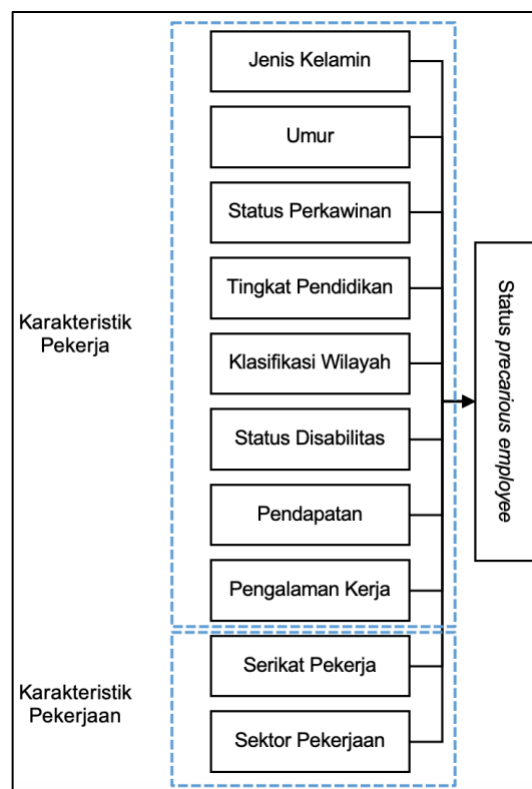 Jenis Kelamin
Umur
Status Perkawinan
Tingkat Pendidikan
Karakteristik
Pekerja
Klasifikasi Wilayah
Status Disabilitas
Pendapatan
Pengalaman Kerja
Karakteristik
Pekerjaan
Serikat Pekerja
Sektor Pekerjaan
Status precarious employee